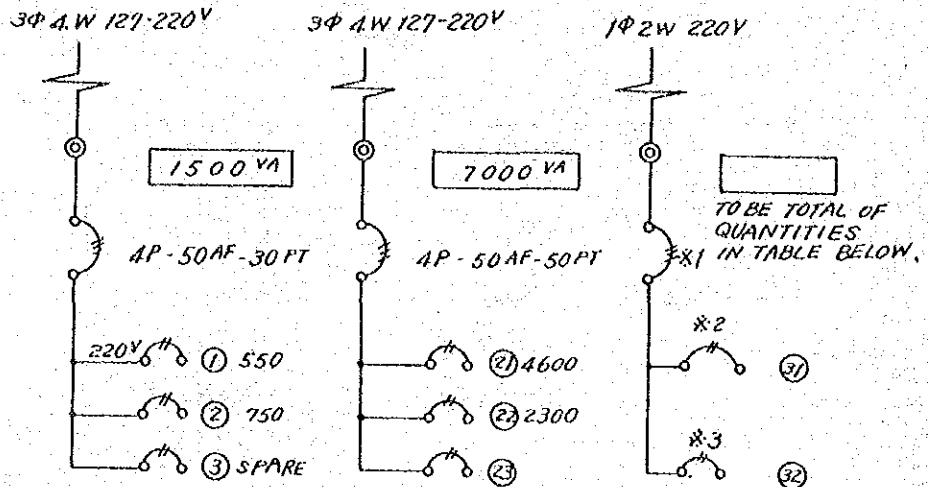 3Φ 4.W 127-220V
3Φ 4.W 127-220V
1Φ 2W 220V
1500 VA
7000 VA
TO BE TOTAL OF
QUANTITIES
IN TABLE BELOW.
4P-50AF-30PT
4P-50AF-50PT
※1
220V ① 550
② 750
③ SPARE
㉑ 4600
㉒ 2300
㉓
※2
㉛
※3
㉜